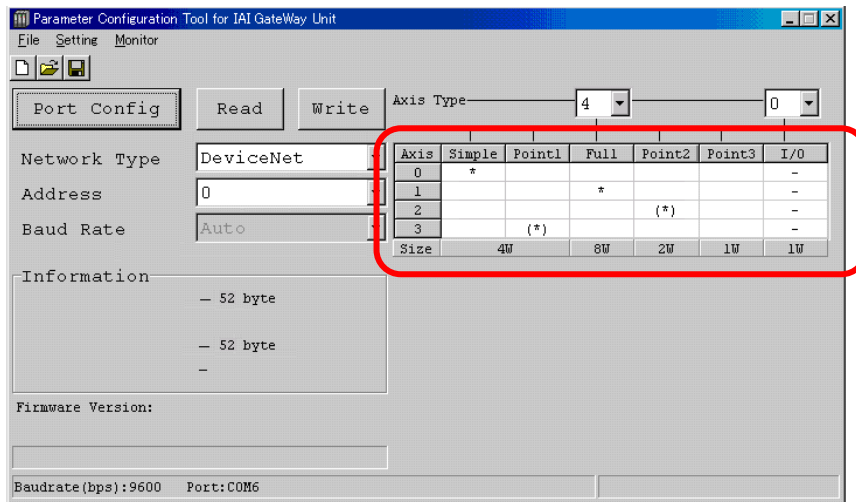 Parameter Configuration Tool for IAI GateWay Unit
File Setting Monitor
Port Config Read Write Axis Type 4 0
Network Type DeviceNet
Address 0
Baud Rate Auto
Axis Simple Point1 Full Point2 Point3 I/O
0 * -
1 * -
2 (*) -
3 (*) -
Size 4W 8W 2W 1W 1W
Information
— 52 byte
— 52 byte
—
Firmware Version:
Baudrate(bps):9600 Port:COM6